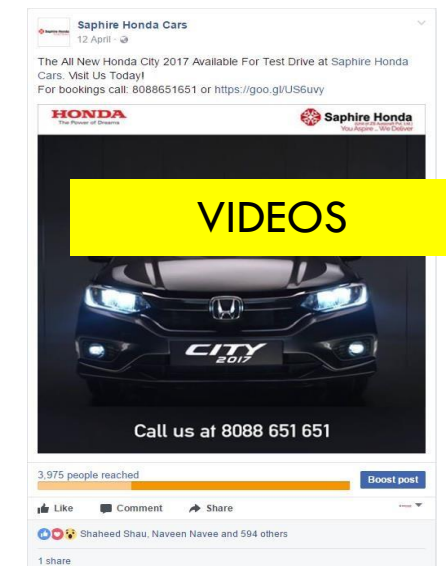 Saphire Honda Cars
12 April ·
The All New Honda City 2017 Available For Test Drive at Saphire Honda
Cars. Visit Us Today!
For bookings call: 8088651651 or https://goo.gl/US6uvy
HONDA
The Power of Dreams
Saphire Honda
You Aspire .. We Deliver
VIDEOS
CITY
2017
Call us at 8088 651 651
3,975 people reached
Boost post
Like Comment Share
Shaheed Shau, Naveen Navee and 594 others
1 share